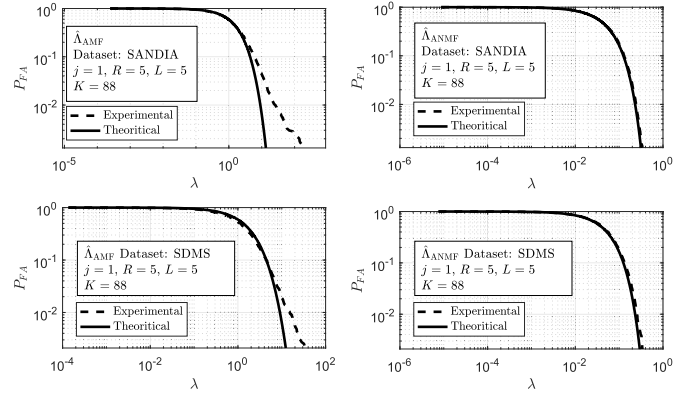 10^0
10^-1
10^-2
P_FA
Λ̂_AMF
Dataset: SANDIA
j = 1, R = 5, L = 5
K = 88
Experimental
Theoritical
10^-5
10^0
λ
10^0
10^-1
10^-2
P_FA
Λ̂_ANMF
Dataset: SANDIA
j = 1, R = 5, L = 5
K = 88
Experimental
Theoritical
10^-6
10^-4
10^-2
10^0
λ
10^0
10^-1
10^-2
P_FA
Λ̂_AMF Dataset: SDMS
j = 1, R = 5, L = 5
K = 88
Experimental
Theoritical
10^-4
10^-2
10^0
10^2
λ
10^0
10^-1
10^-2
P_FA
Λ̂_ANMF Dataset: SDMS
j = 1, R = 5, L = 5
K = 88
Experimental
Theoritical
10^-6
10^-4
10^-2
10^0
λ